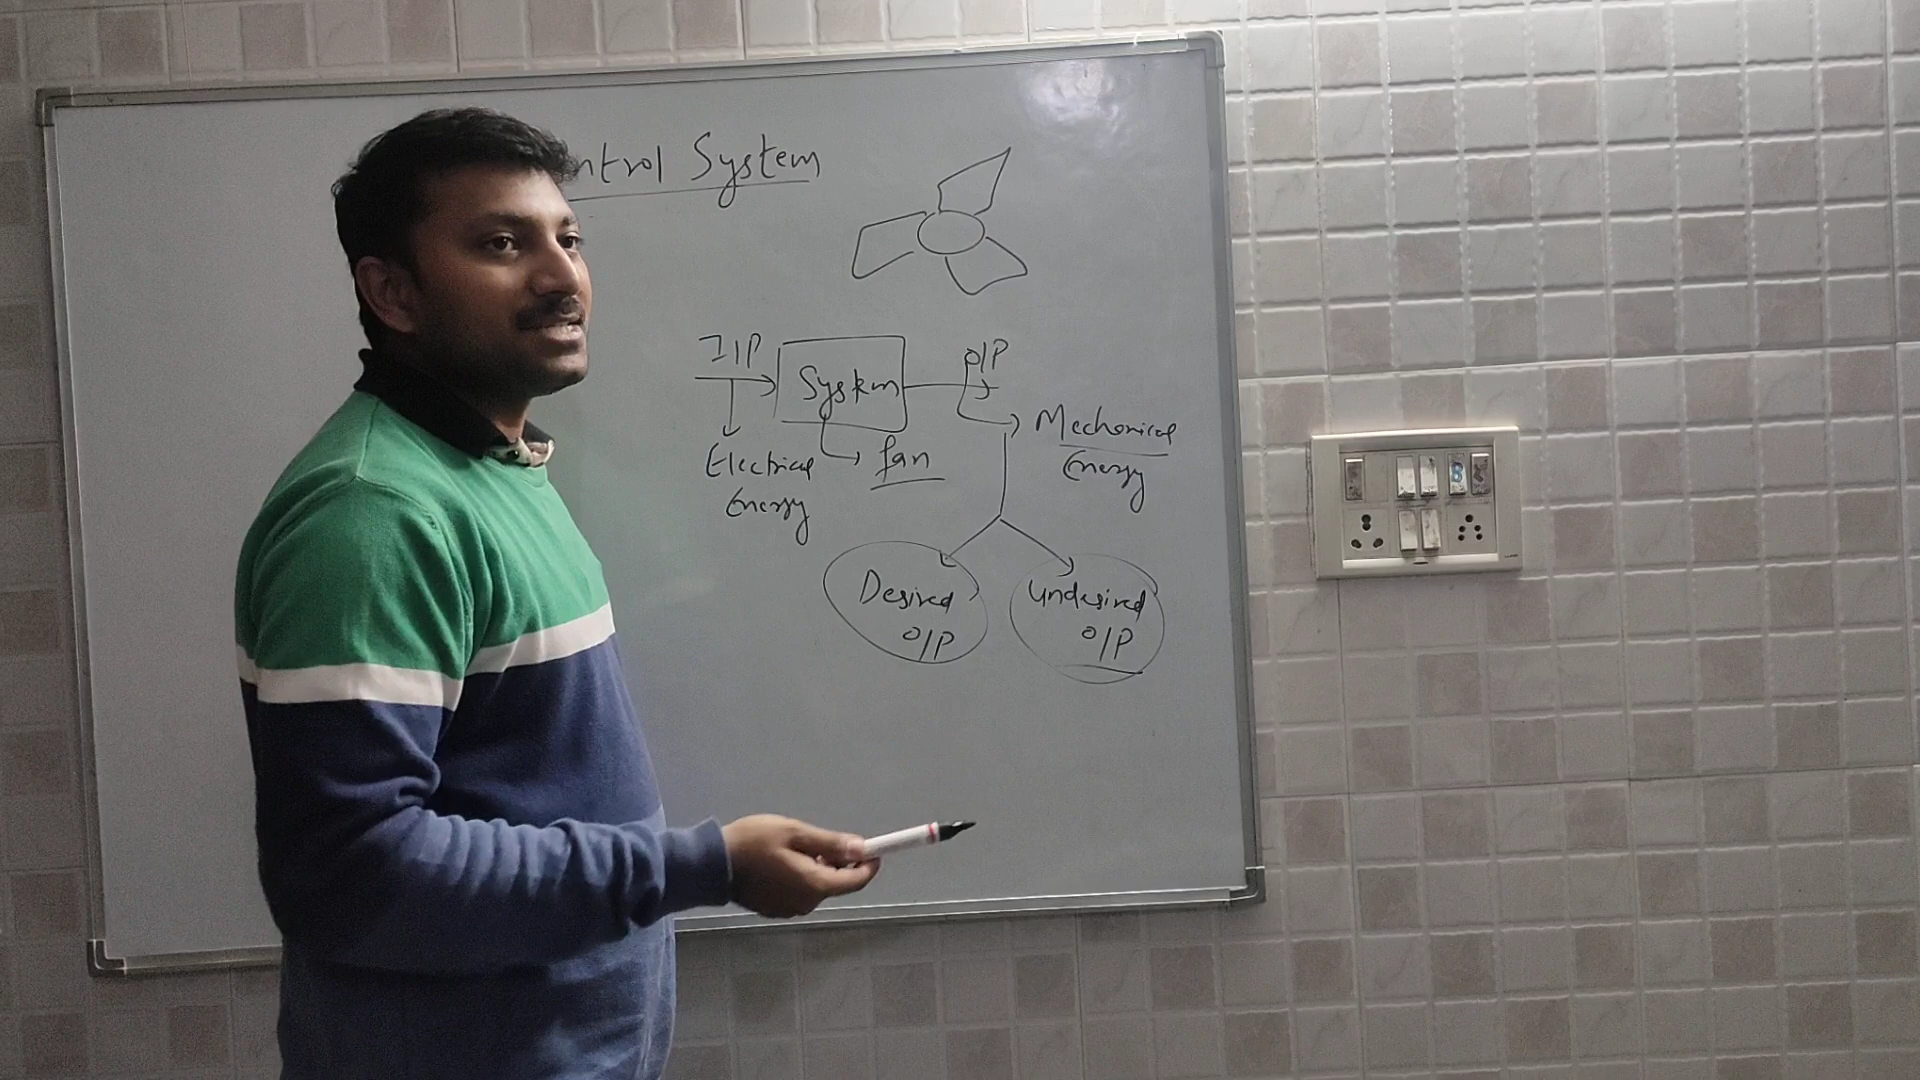 ntrol System
I/P
System
O/P
Electrical
Energy
fan
Mechanical
Energy
Desired
O/P
Undesired
O/P